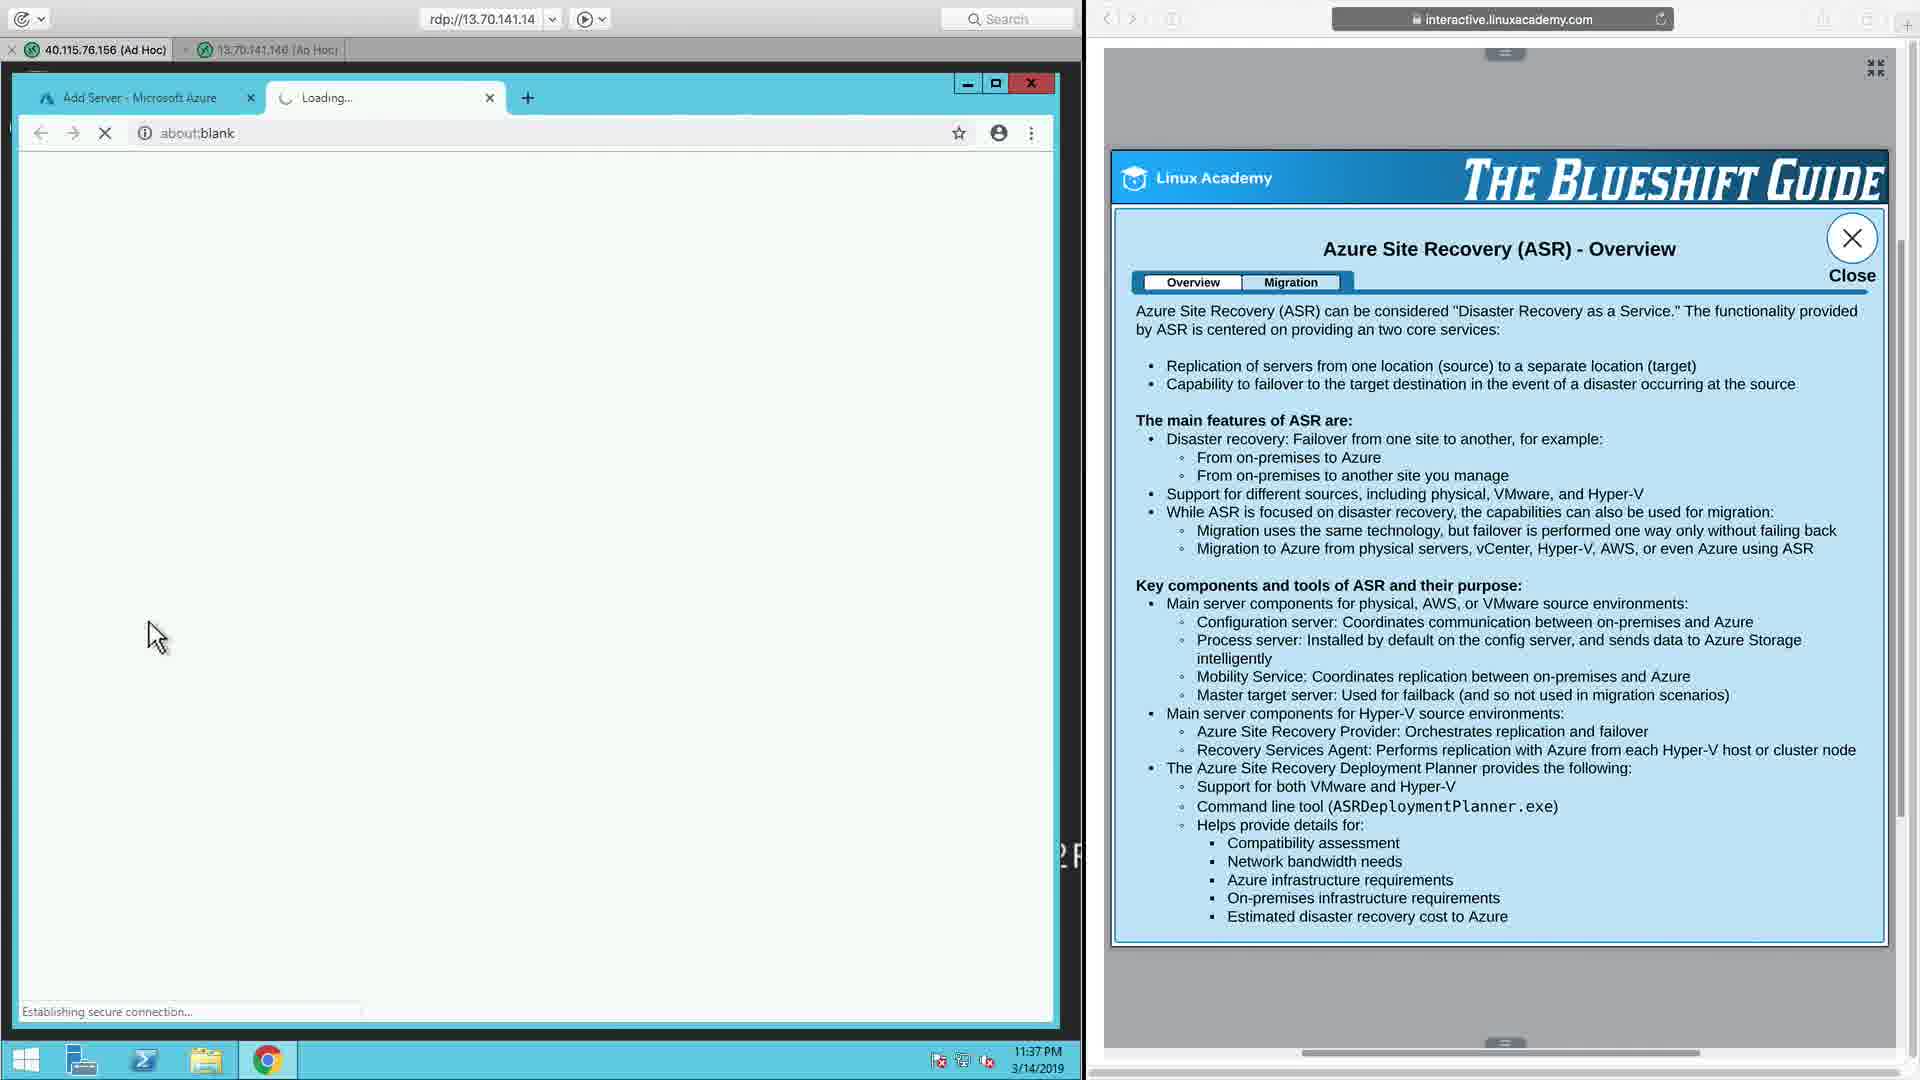 rdp://13.70.141.14
Search
interactive.linuxacademy.com
40.115.76.156 (Ad Hoc)
13.70.141.146 (Ad Hoc)
Add Server - Microsoft Azure
Loading...
about:blank
Establishing secure connection...
11:37 PM
3/14/2019
Linux Academy
THE BLUESHIFT GUIDE
Azure Site Recovery (ASR) - Overview
Close
Overview
Migration
Azure Site Recovery (ASR) can be considered "Disaster Recovery as a Service." The functionality provided
by ASR is centered on providing an two core services:
• Replication of servers from one location (source) to a separate location (target)
• Capability to failover to the target destination in the event of a disaster occurring at the source
The main features of ASR are:
• Disaster recovery: Failover from one site to another, for example:
◦ From on-premises to Azure
◦ From on-premises to another site you manage
• Support for different sources, including physical, VMware, and Hyper-V
• While ASR is focused on disaster recovery, the capabilities can also be used for migration:
◦ Migration uses the same technology, but failover is performed one way only without failing back
◦ Migration to Azure from physical servers, vCenter, Hyper-V, AWS, or even Azure using ASR
Key components and tools of ASR and their purpose:
• Main server components for physical, AWS, or VMware source environments:
◦ Configuration server: Coordinates communication between on-premises and Azure
◦ Process server: Installed by default on the config server, and sends data to Azure Storage
intelligently
◦ Mobility Service: Coordinates replication between on-premises and Azure
◦ Master target server: Used for failback (and so not used in migration scenarios)
• Main server components for Hyper-V source environments:
◦ Azure Site Recovery Provider: Orchestrates replication and failover
◦ Recovery Services Agent: Performs replication with Azure from each Hyper-V host or cluster node
• The Azure Site Recovery Deployment Planner provides the following:
◦ Support for both VMware and Hyper-V
◦ Command line tool (ASRDeploymentPlanner.exe)
◦ Helps provide details for:
▪ Compatibility assessment
▪ Network bandwidth needs
▪ Azure infrastructure requirements
▪ On-premises infrastructure requirements
▪ Estimated disaster recovery cost to Azure